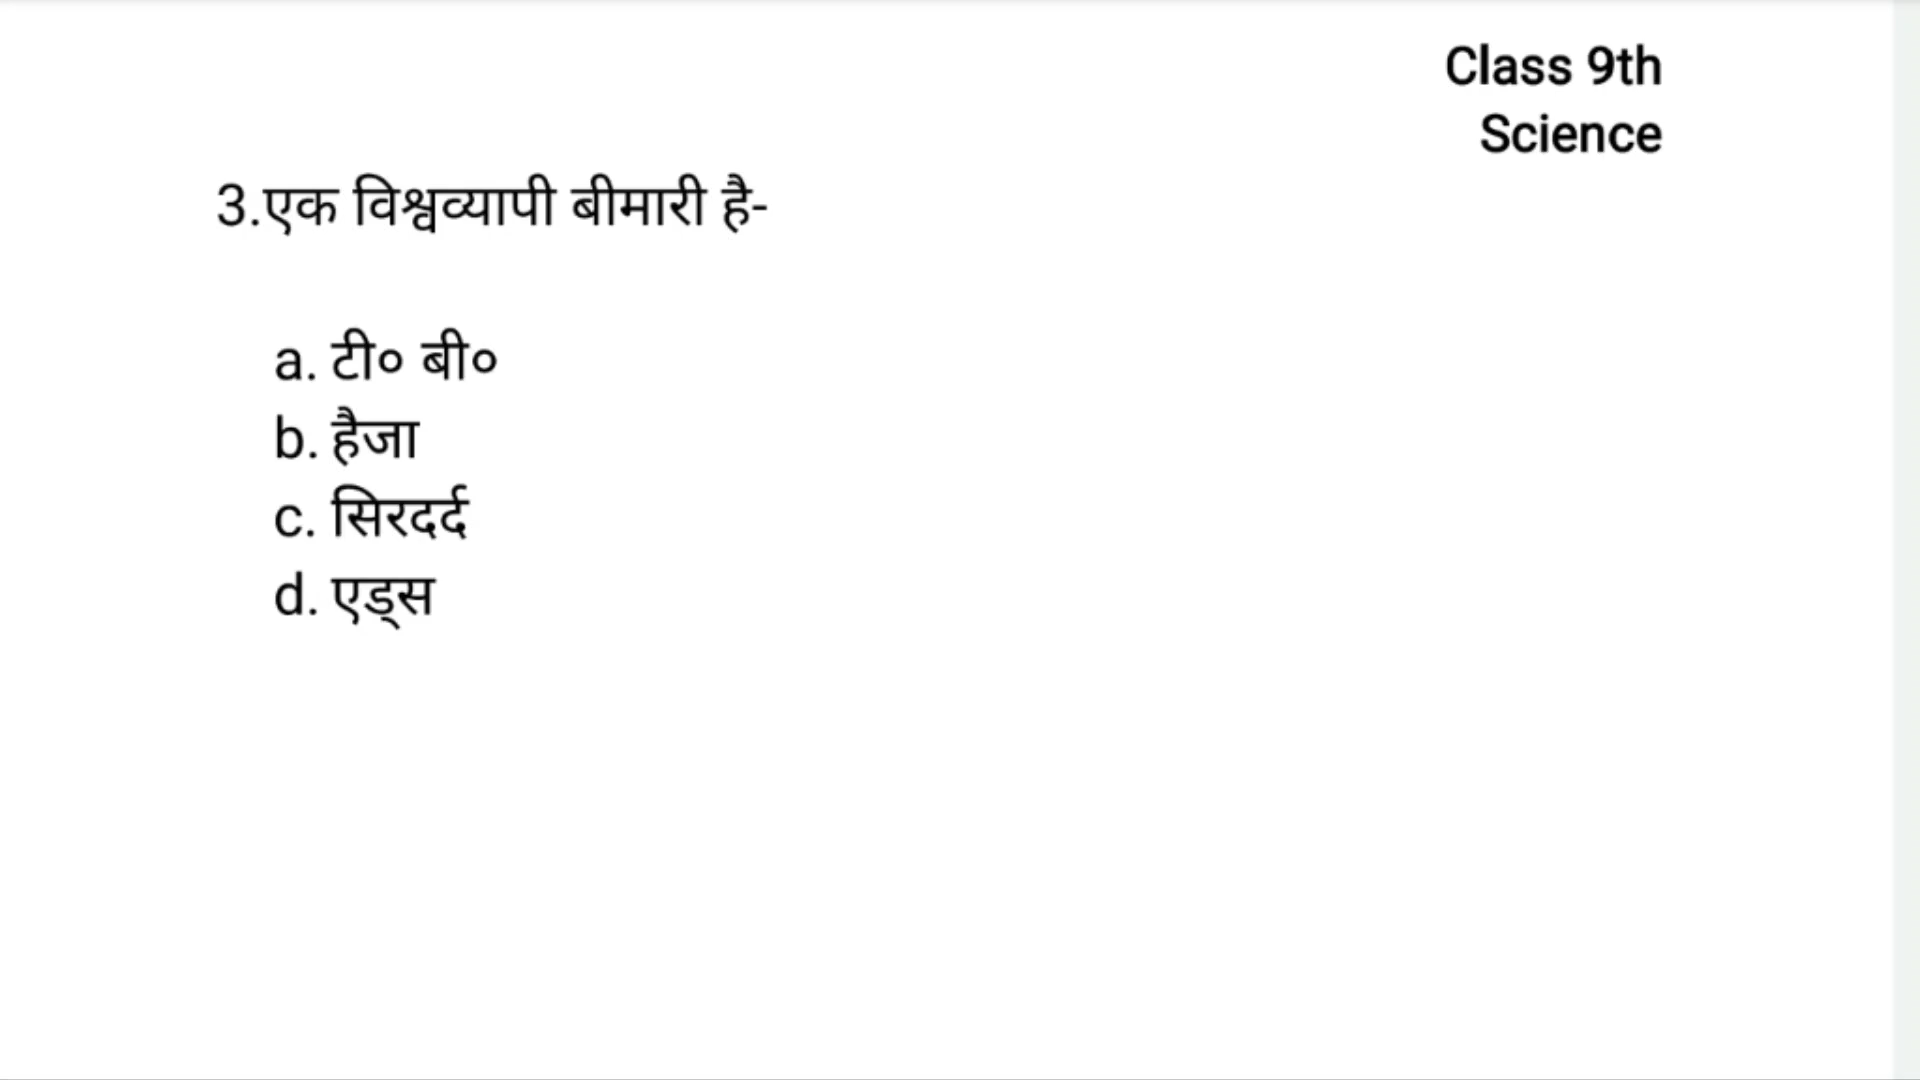 Class 9th
Science
3.एक विश्वव्यापी बीमारी है-
a. टी० बी०
b. हैजा
c. सिरदर्द
d. एड्स